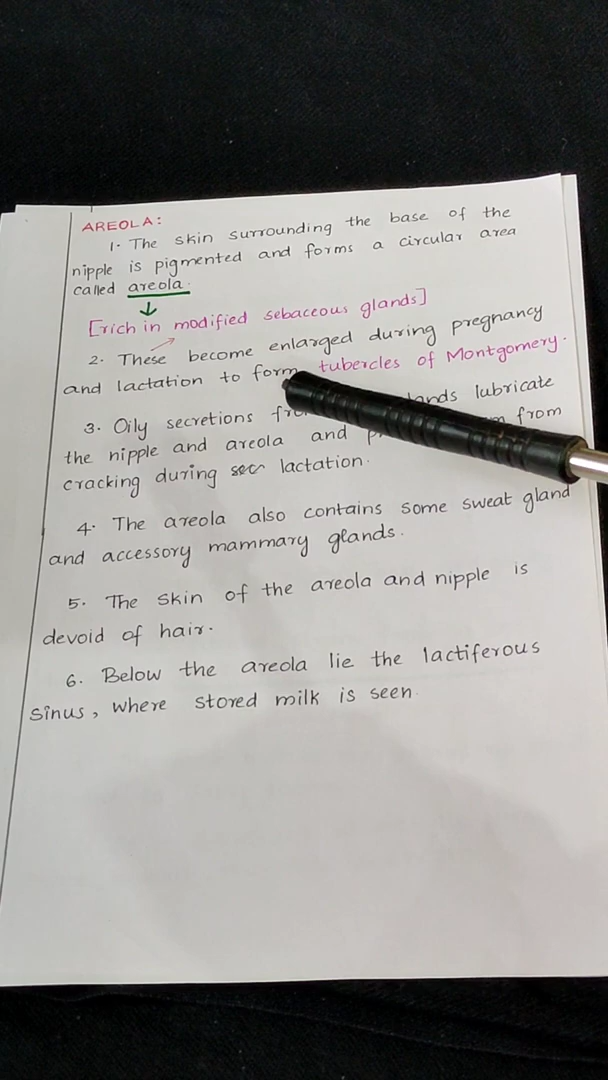 AREOLA:
1. The skin surrounding the base of the
nipple is pigmented and forms a circular area
called areola.
[rich in modified sebaceous glands]
2. These become enlarged during pregnancy
and lactation to form tubercles of Montgomery.
3. Oily secretions lubricate
the nipple and areola and from
cracking during lactation.
4. The areola also contains some sweat gland
and accessory mammary glands.
5. The skin of the areola and nipple is
devoid of hair.
6. Below the areola lie the lactiferous
sinus, where stored milk is seen.